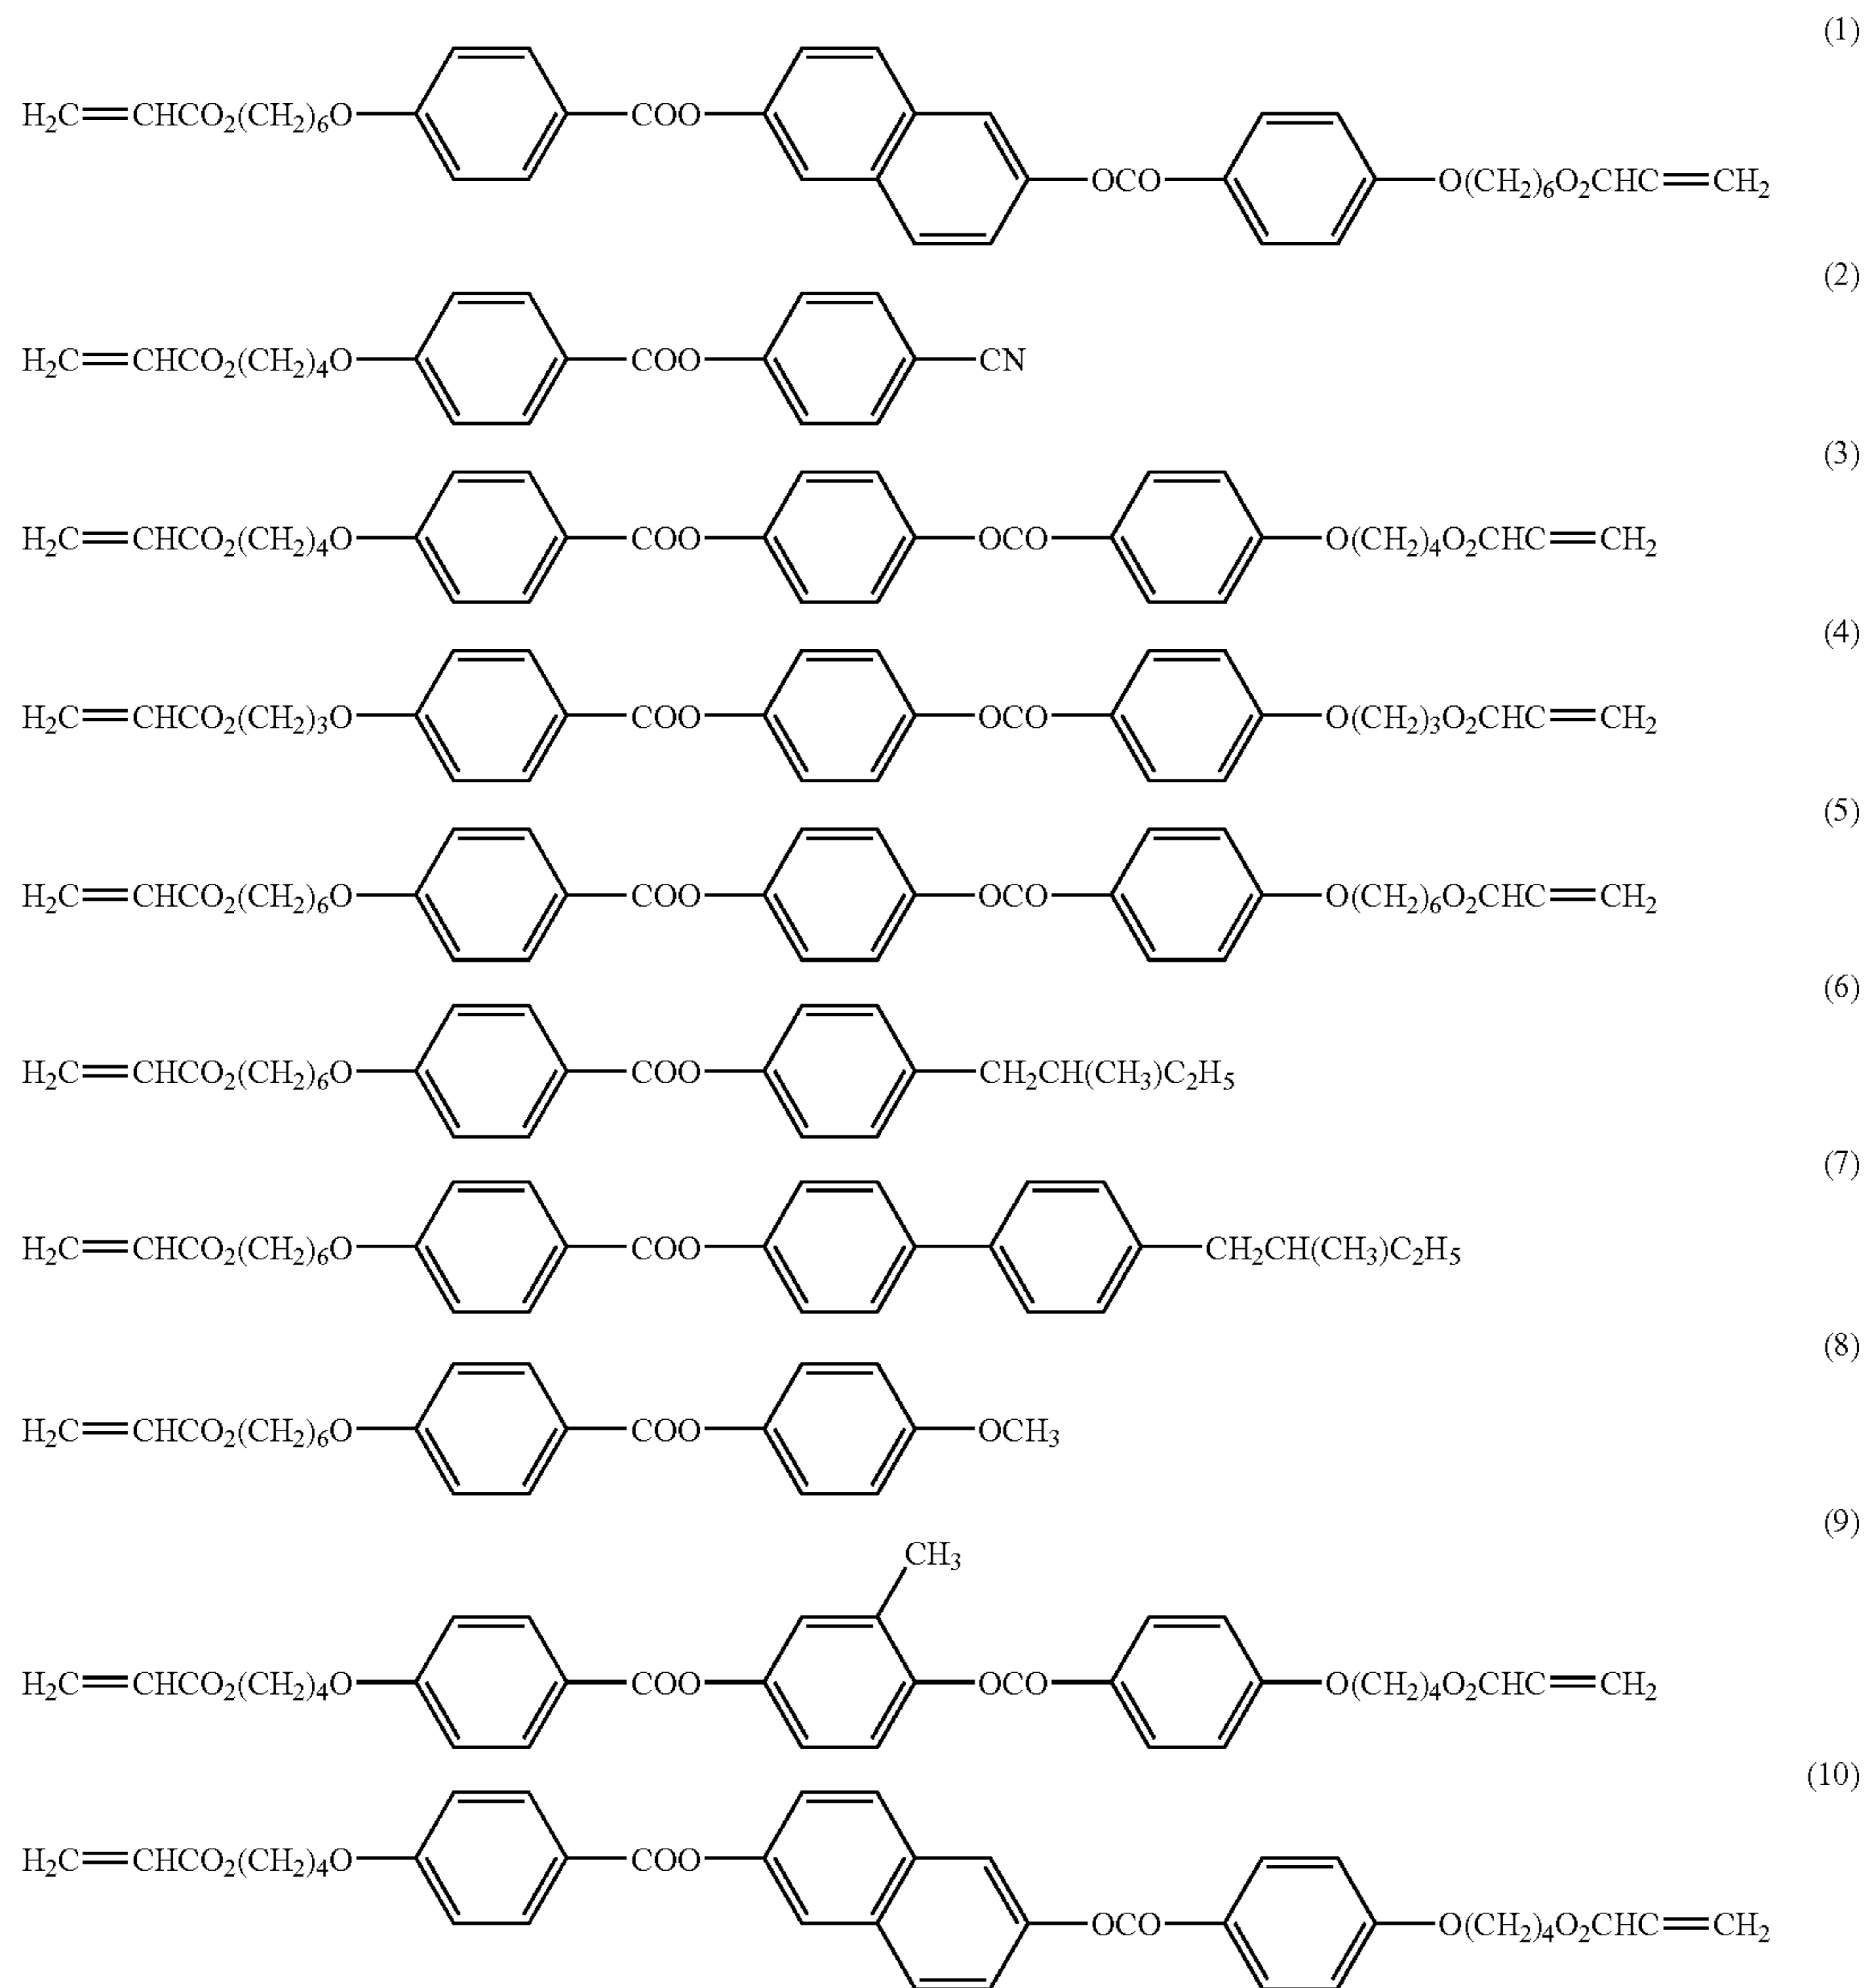 (1)
H₂C=CHCO₂(CH₂)₆O COO OCO O(CH₂)₆O₂CHC=CH₂
(2)
H₂C=CHCO₂(CH₂)₄O COO CN
(3)
H₂C=CHCO₂(CH₂)₄O COO OCO O(CH₂)₄O₂CHC=CH₂
(4)
H₂C=CHCO₂(CH₂)₃O COO OCO O(CH₂)₃O₂CHC=CH₂
(5)
H₂C=CHCO₂(CH₂)₆O COO OCO O(CH₂)₆O₂CHC=CH₂
(6)
H₂C=CHCO₂(CH₂)₆O COO CH₂CH(CH₃)C₂H₅
(7)
H₂C=CHCO₂(CH₂)₆O COO CH₂CH(CH₃)C₂H₅
(8)
H₂C=CHCO₂(CH₂)₆O COO OCH₃
(9)
CH₃
H₂C=CHCO₂(CH₂)₄O COO OCO O(CH₂)₄O₂CHC=CH₂
(10)
H₂C=CHCO₂(CH₂)₄O COO OCO O(CH₂)₄O₂CHC=CH₂